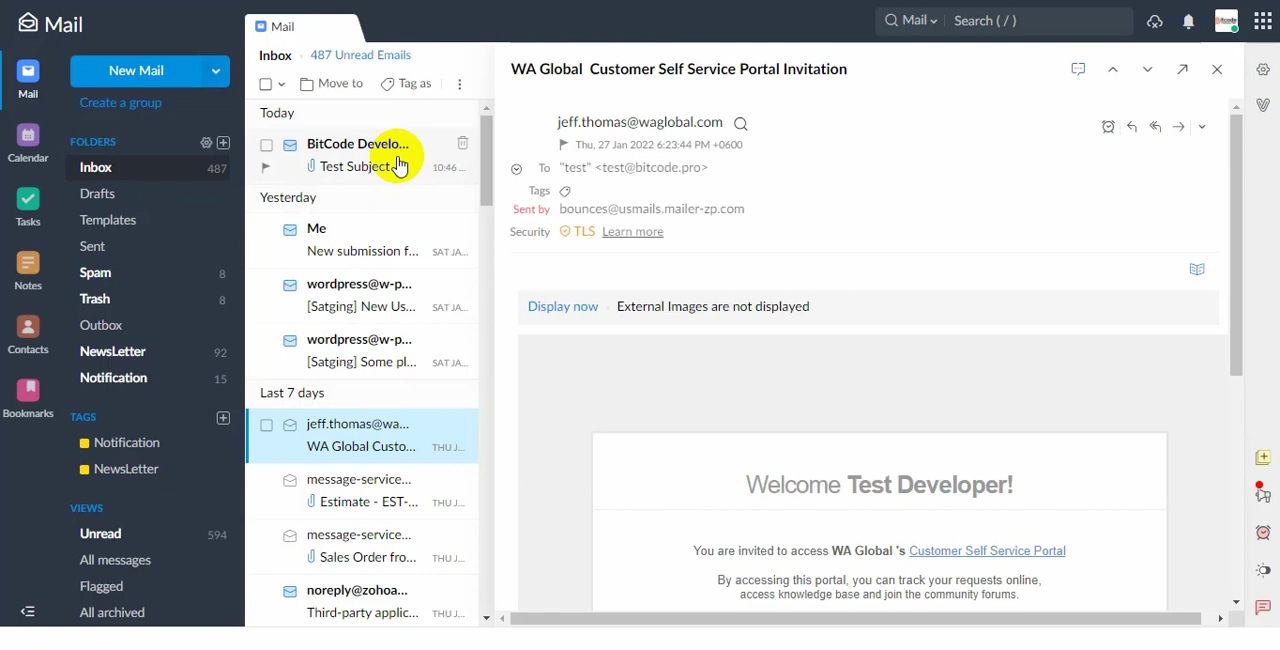 Mail
Mail
Mail
Search ( / )
Mail
Calendar
Tasks
Notes
Contacts
Bookmarks
New Mail
Create a group
FOLDERS
Inbox 487
Drafts
Templates
Sent
Spam 8
Trash 8
Outbox
NewsLetter 92
Notification 15
TAGS
Notification
NewsLetter
VIEWS
Unread 594
All messages
Flagged
All archived
Inbox 487 Unread Emails
Move to Tag as
Today
BitCode Develo...
Test Subject 10:46 ...
Yesterday
Me
New submission f... SAT JA...
wordpress@w-p...
[Satging] New Us... SAT JA...
wordpress@w-p...
[Satging] Some pl... SAT JA...
Last 7 days
jeff.thomas@wa...
WA Global Custo... THU J...
message-service...
Estimate - EST-... THU J...
message-service...
Sales Order fro... THU J...
noreply@zohoa...
Third-party applic... THU J...
WA Global Customer Self Service Portal Invitation
jeff.thomas@waglobal.com
Thu, 27 Jan 2022 6:23:44 PM +0600
To "test" <test@bitcode.pro>
Tags
Sent by bounces@usmails.mailer-zp.com
Security TLS Learn more
Display now External Images are not displayed
Welcome Test Developer!
You are invited to access WA Global 's Customer Self Service Portal
By accessing this portal, you can track your requests online,
access knowledge base and join the community forums.